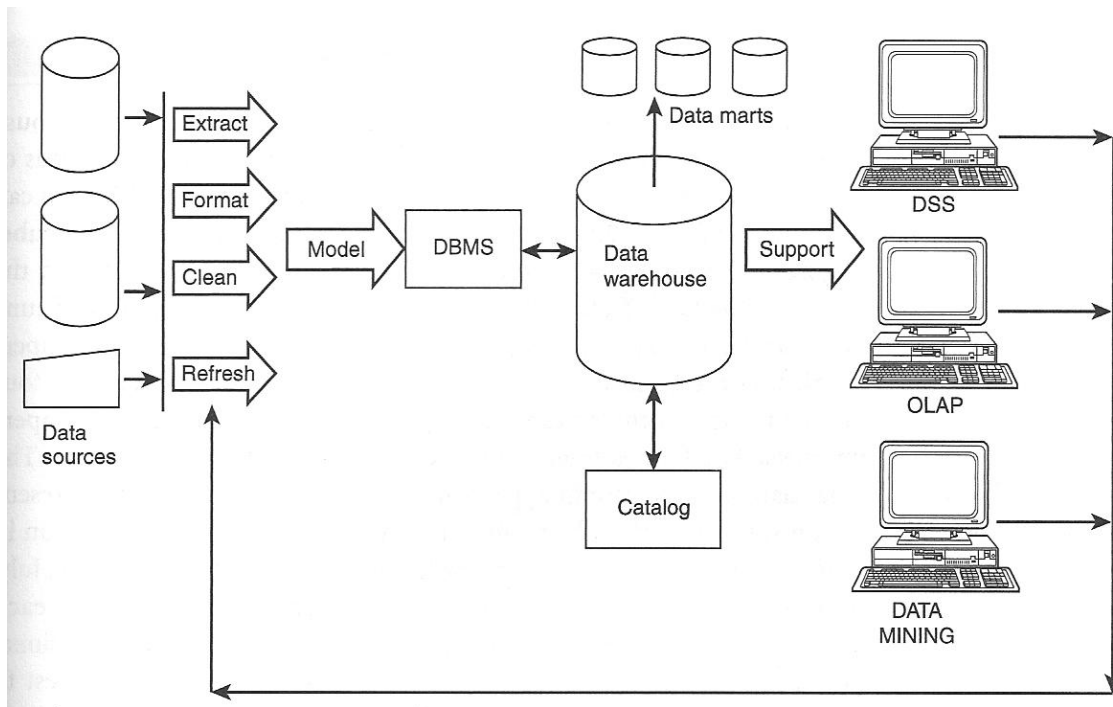 Data marts
Extract
Format
Clean
Refresh
Data
sources
Model
DBMS
Data
warehouse
Catalog
Support
DSS
OLAP
DATA
MINING